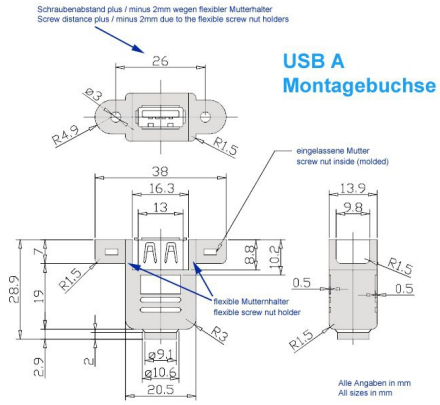 Schraubenabstand plus / minus 2mm wegen flexibler Mutterhalter
Screw distance plus / minus 2mm due to the flexible screw nut holders
USB A
Montagebuchse
26
ø3
R4.9
R1.5
eingelassene Mutter
screw nut inside (molded)
38
16.3
13
13.9
9.8
7
8.8
10.2
R1.5
R1.5
28.9
19
0.5
0.5
flexible Mutternhalter
flexible screw nut holder
R3
R1.5
2.9
2
ø9.1
ø10.6
20.5
Alle Angaben in mm
All sizes in mm